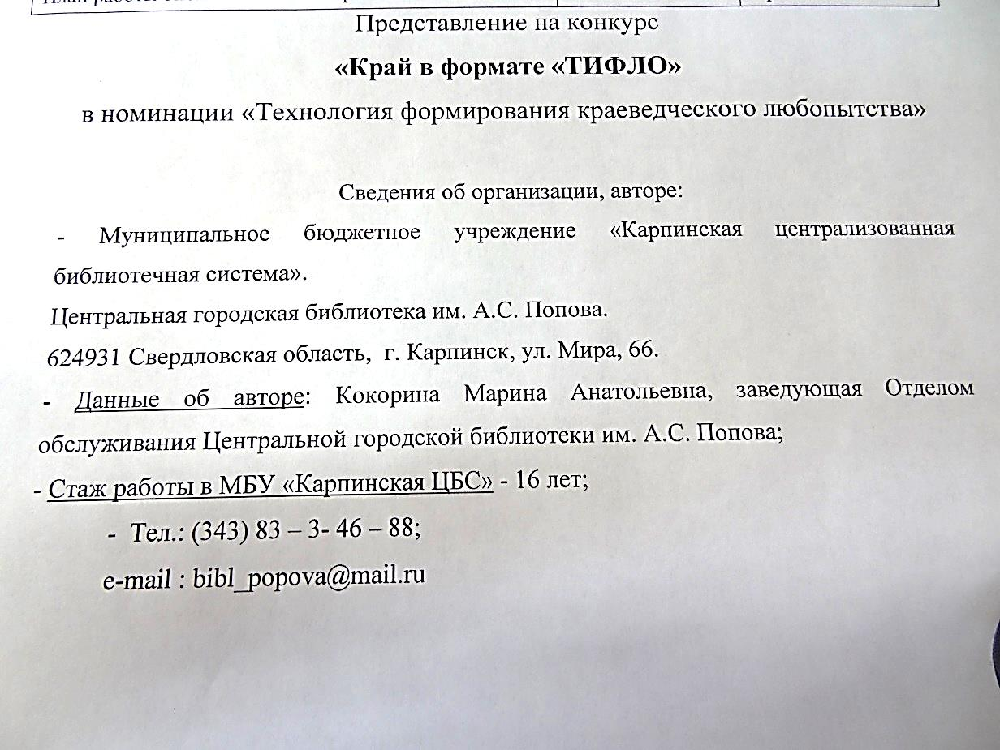 Представление на конкурс
«Край в формате «ТИФЛО»
в номинации «Технология формирования краеведческого любопытства»
Сведения об организации, авторе:
- Муниципальное бюджетное учреждение «Карпинская централизованная
библиотечная система».
Центральная городская библиотека им. А.С. Попова.
624931 Свердловская область, г. Карпинск, ул. Мира, 66.
- Данные об авторе: Кокорина Марина Анатольевна, заведующая Отделом
обслуживания Центральной городской библиотеки им. А.С. Попова;
- Стаж работы в МБУ «Карпинская ЦБС» - 16 лет;
- Тел.: (343) 83 – 3- 46 – 88;
e-mail : bibl_popova@mail.ru